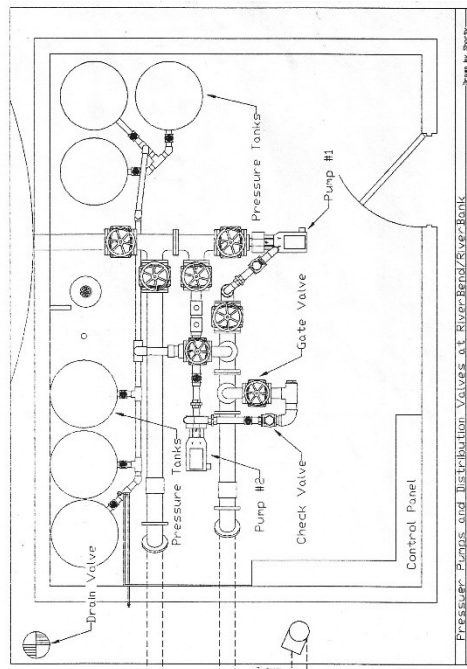 Pressure Tanks
Pump #1
Gate Valve
Pressure Tanks
Pump #2
Check Valve
Drain Valve
Control Panel
Pressuer Pumps and Distribution Valves at RiverBend/RiverBank